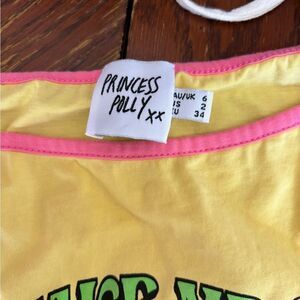 PRINCESS
POLLY
xx
AU/UK 6
US 2
EU 34